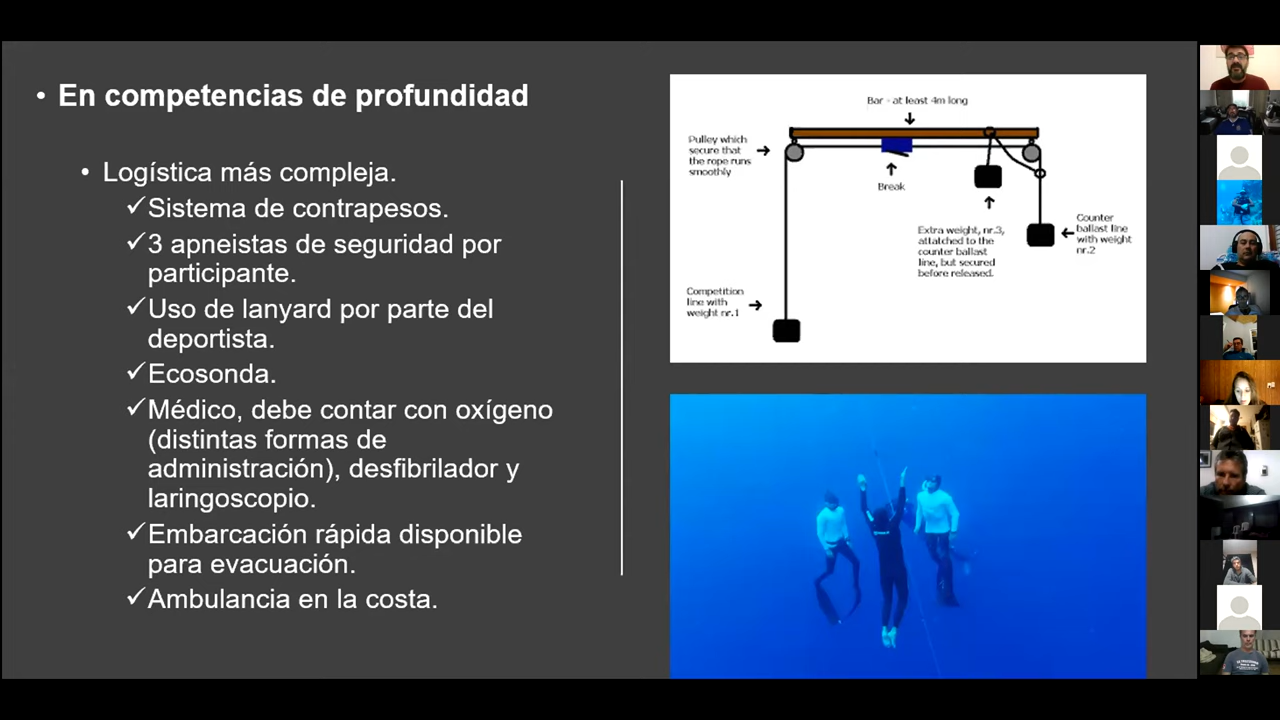 • En competencias de profundidad
• Logística más compleja.
✓Sistema de contrapesos.
✓3 apneistas de seguridad por
participante.
✓Uso de lanyard por parte del
deportista.
✓Ecosonda.
✓Médico, debe contar con oxígeno
(distintas formas de
administración), desfibrilador y
laringoscopio.
✓Embarcación rápida disponible
para evacuación.
✓Ambulancia en la costa.
Bar - at least 4m long
Pulley which
secure that
the rope runs
smoothly
Break
Extra weight, nr.3,
attatched to the
counter ballast
line, but secured
before released.
Counter
ballast line
with weight
nr.2
Competition
line with
weight nr.1